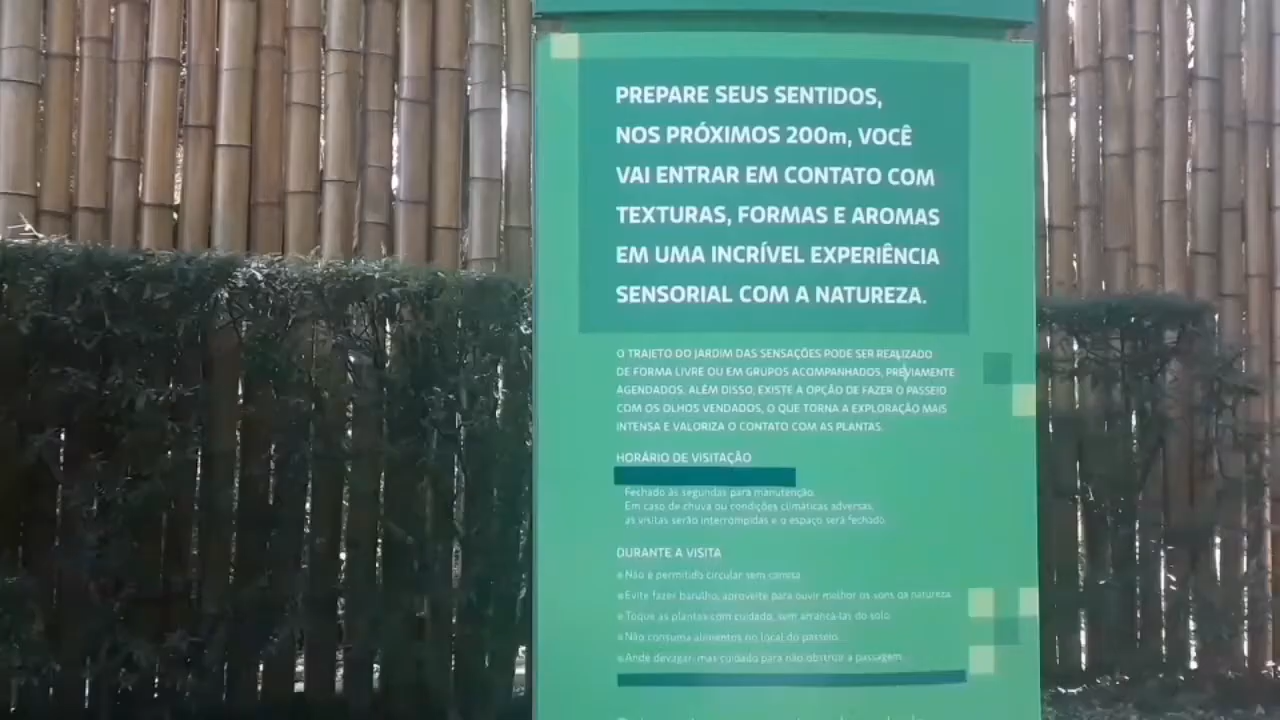 PREPARE SEUS SENTIDOS,
NOS PRÓXIMOS 200m, VOCÊ
VAI ENTRAR EM CONTATO COM
TEXTURAS, FORMAS E AROMAS
EM UMA INCRÍVEL EXPERIÊNCIA
SENSORIAL COM A NATUREZA.
O TRAJETO DO JARDIM DAS SENSAÇÕES PODE SER REALIZADO
DE FORMA LIVRE OU EM GRUPOS ACOMPANHADOS, PREVIAMENTE
AGENDADOS. ALÉM DISSO, EXISTE A OPÇÃO DE FAZER O PASSEIO
COM OS OLHOS VENDADOS, O QUE TORNA A EXPLORAÇÃO MAIS
INTENSA E VALORIZA O CONTATO COM AS PLANTAS.
HORÁRIO DE VISITAÇÃO
Fechado às segundas para manutenção.
Em caso de chuva ou condições climáticas adversas,
as visitas serão interrompidas e o espaço será fechado.
DURANTE A VISITA
Não é permitido circular sem camisa
Evite fazer barulho, aproveite para ouvir melhor os sons da natureza
Toque as plantas com cuidado, sem arrancá-las do solo
Não consuma alimentos no local do passeio
Ande devagar, mas cuidado para não obstruir a passagem